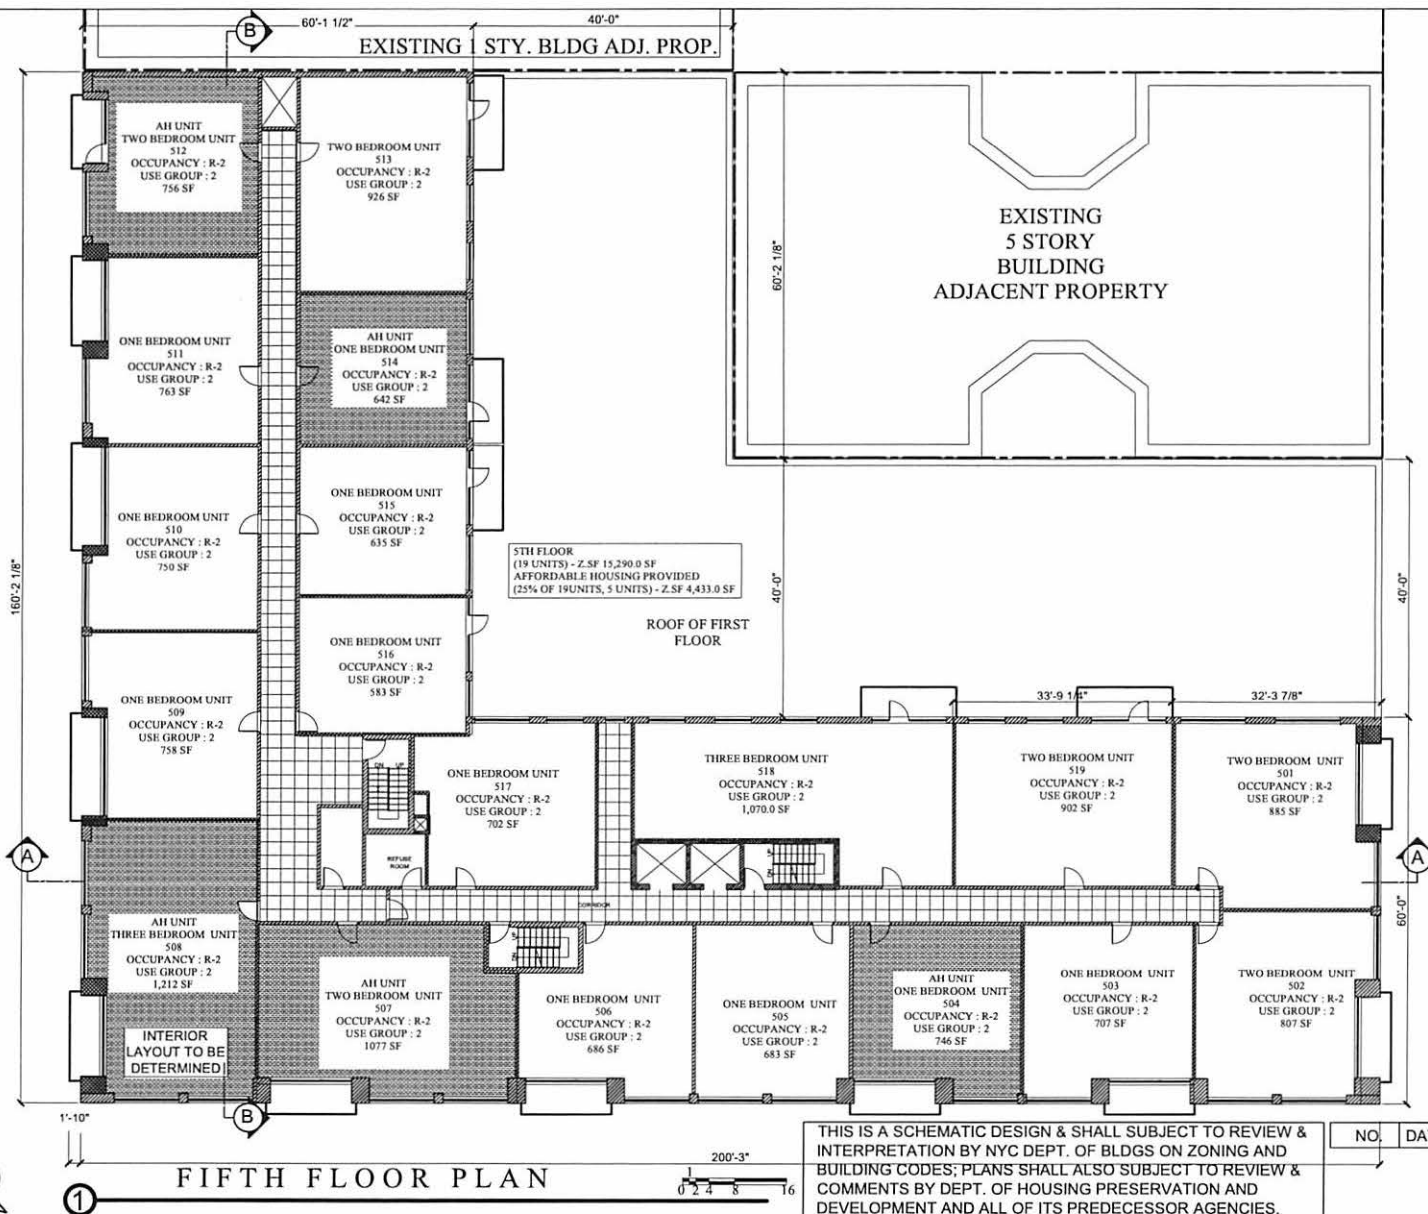 60'-1 1/2"
40'-0"
B
EXISTING 1 STY. BLDG ADJ. PROP.
AH UNIT
TWO BEDROOM UNIT
512
OCCUPANCY : R-2
USE GROUP : 2
756 SF
TWO BEDROOM UNIT
513
OCCUPANCY : R-2
USE GROUP : 2
926 SF
EXISTING
5 STORY
BUILDING
ADJACENT PROPERTY
60'-2 1/8"
ONE BEDROOM UNIT
511
OCCUPANCY : R-2
USE GROUP : 2
763 SF
AH UNIT
ONE BEDROOM UNIT
514
OCCUPANCY : R-2
USE GROUP : 2
642 SF
ONE BEDROOM UNIT
510
OCCUPANCY : R-2
USE GROUP : 2
750 SF
ONE BEDROOM UNIT
515
OCCUPANCY : R-2
USE GROUP : 2
635 SF
5TH FLOOR
(19 UNITS) - Z.SF 15,290.0 SF
AFFORDABLE HOUSING PROVIDED
(25% OF 19UNITS, 5 UNITS) - Z.SF 4,433.0 SF
160'-2 1/8"
40'-0"
40'-0"
ROOF OF FIRST
FLOOR
ONE BEDROOM UNIT
516
OCCUPANCY : R-2
USE GROUP : 2
583 SF
ONE BEDROOM UNIT
509
OCCUPANCY : R-2
USE GROUP : 2
758 SF
33'-9 1/4"
32'-3 7/8"
DN UP
ONE BEDROOM UNIT
517
OCCUPANCY : R-2
USE GROUP : 2
702 SF
THREE BEDROOM UNIT
518
OCCUPANCY : R-2
USE GROUP : 2
1,070.0 SF
TWO BEDROOM UNIT
519
OCCUPANCY : R-2
USE GROUP : 2
902 SF
TWO BEDROOM UNIT
501
OCCUPANCY : R-2
USE GROUP : 2
885 SF
A
REFUSE
ROOM
UP
DN
A
CORRIDOR
60'-0"
AH UNIT
THREE BEDROOM UNIT
508
OCCUPANCY : R-2
USE GROUP : 2
1,212 SF
INTERIOR
LAYOUT TO BE
DETERMINED
AH UNIT
TWO BEDROOM UNIT
507
OCCUPANCY : R-2
USE GROUP : 2
1077 SF
UP
DN
ONE BEDROOM UNIT
506
OCCUPANCY : R-2
USE GROUP : 2
686 SF
ONE BEDROOM UNIT
505
OCCUPANCY : R-2
USE GROUP : 2
683 SF
AH UNIT
ONE BEDROOM UNIT
504
OCCUPANCY : R-2
USE GROUP : 2
746 SF
ONE BEDROOM UNIT
503
OCCUPANCY : R-2
USE GROUP : 2
707 SF
TWO BEDROOM UNIT
502
OCCUPANCY : R-2
USE GROUP : 2
807 SF
B
1'-10"
200'-3"
1 FIFTH FLOOR PLAN
1
0 2 4 8 16
THIS IS A SCHEMATIC DESIGN & SHALL SUBJECT TO REVIEW &
INTERPRETATION BY NYC DEPT. OF BLDGS ON ZONING AND
BUILDING CODES; PLANS SHALL ALSO SUBJECT TO REVIEW &
COMMENTS BY DEPT. OF HOUSING PRESERVATION AND
DEVELOPMENT AND ALL OF ITS PREDECESSOR AGENCIES.
NO. DA